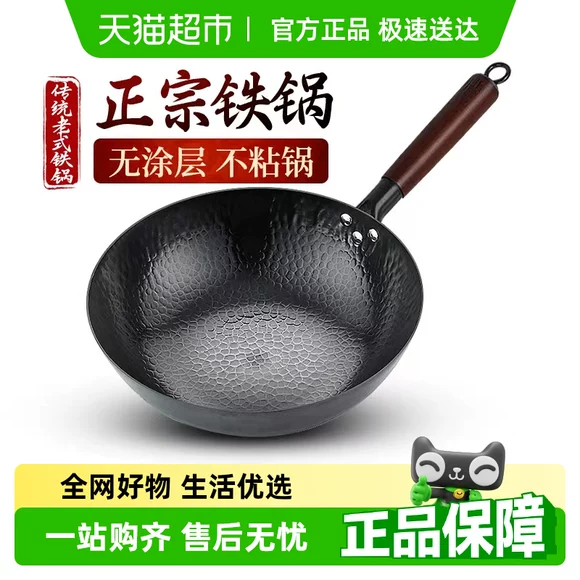 天猫超市 官方正品 极速送达
传统老式铁锅
正宗铁锅
无涂层 不粘锅
全网好物 生活优选
一站购齐 售后无忧
正品保障